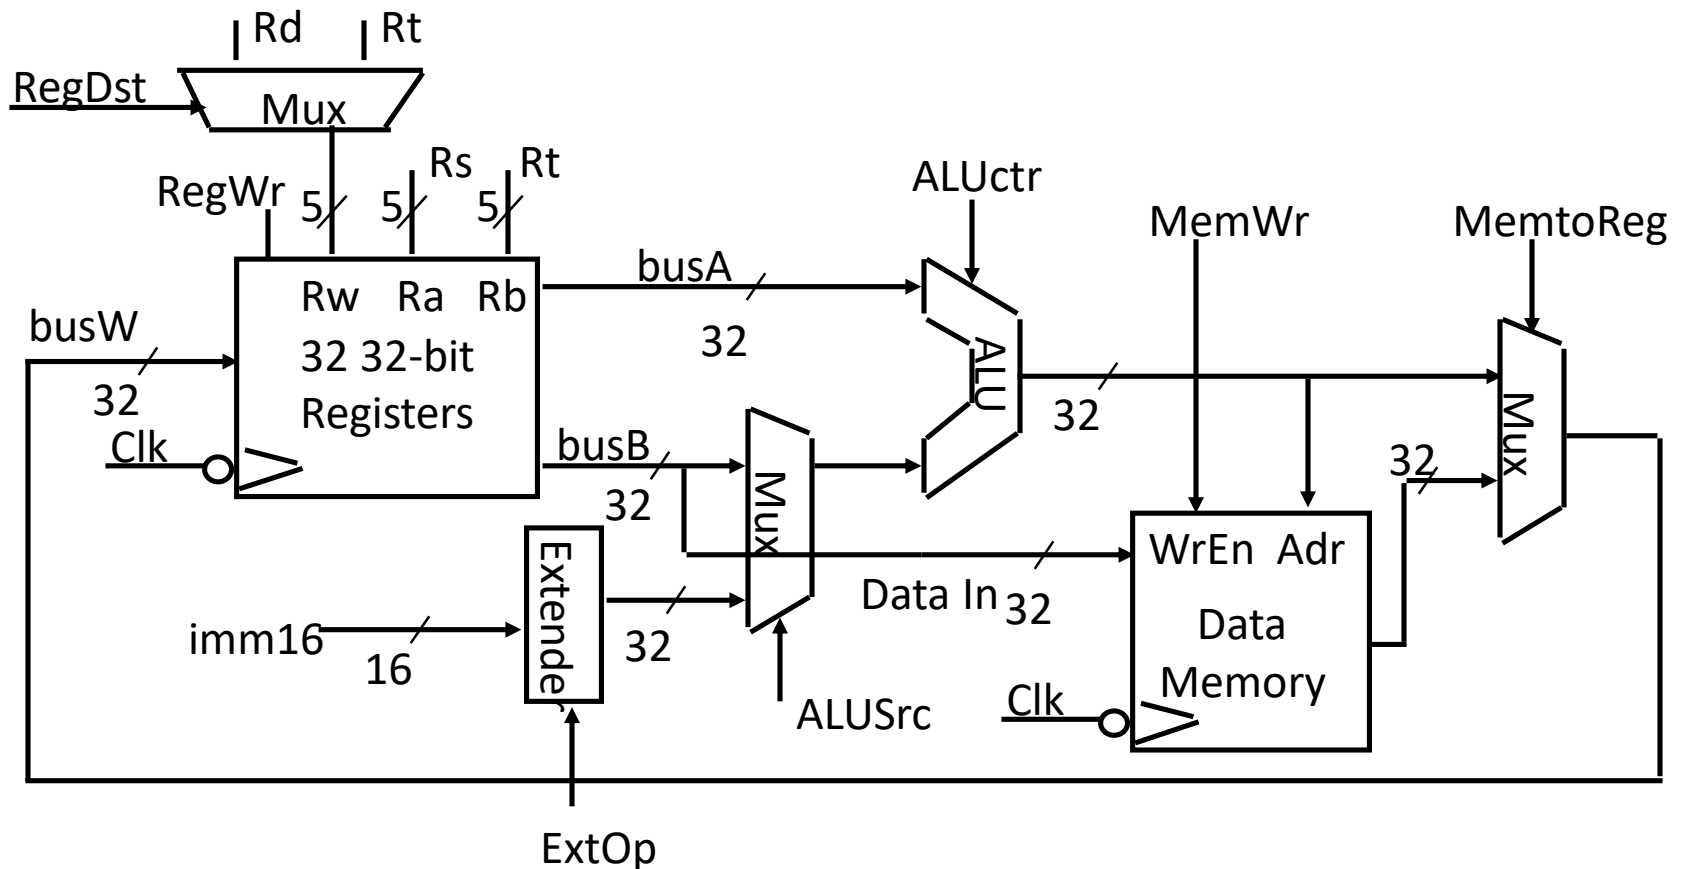 Rd Rt
RegDst
Mux
RegWr 5 5 Rs 5 Rt
ALUctr
MemWr
MemtoReg
busA
32
busW
32
Rw Ra Rb
32 32-bit
Registers
Clk
busB
32
Mux
ALU
32
Mux
32
imm16
16
Extende
32
ALUSrc
ExtOp
Data In 32
WrEn Adr
Data
Memory
Clk